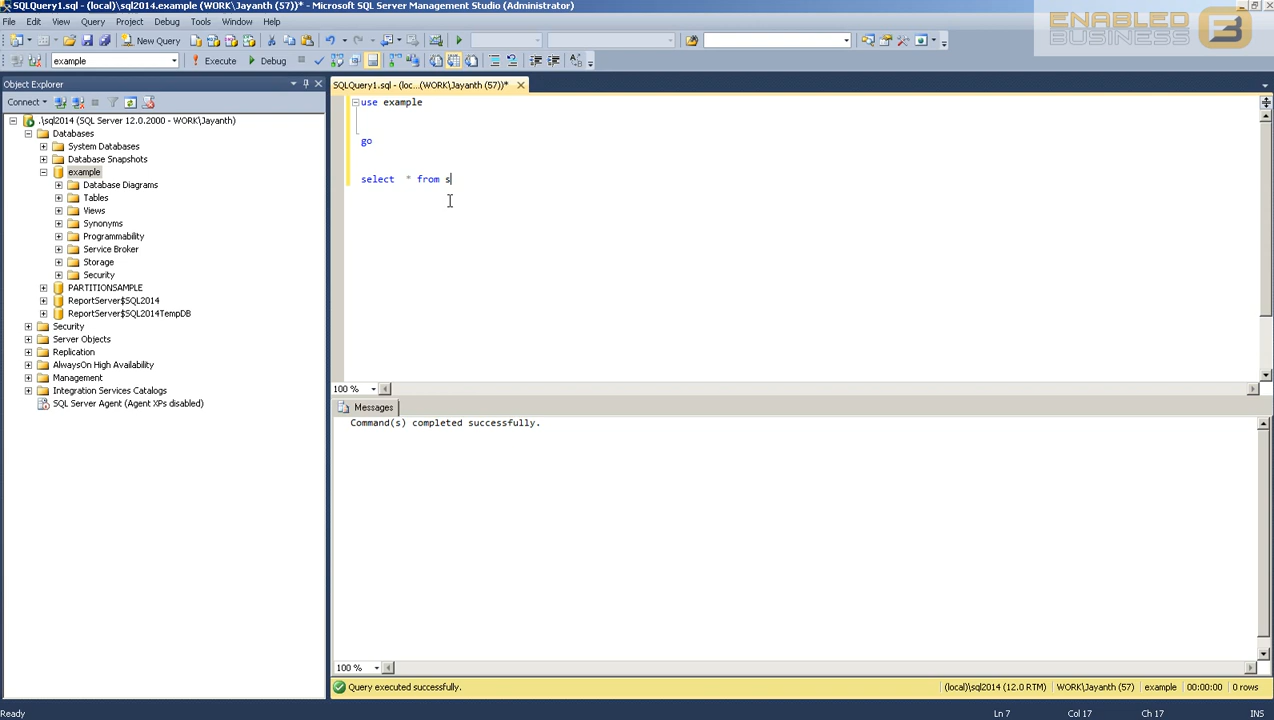 SQLQuery1.sql - (local)\sql2014.example (WORK\Jayanth (57))* - Microsoft SQL Server Management Studio (Administrator)
File Edit View Query Project Debug Tools Window Help
ENABLED
BUSINESS
New Query
example Execute Debug
Object Explorer
SQLQuery1.sql - (loc...(WORK\Jayanth (57))*
Connect
.\sql2014 (SQL Server 12.0.2000 - WORK\Jayanth)
Databases
System Databases
Database Snapshots
example
Database Diagrams
Tables
Views
Synonyms
Programmability
Service Broker
Storage
Security
PARTITIONSAMPLE
ReportServer$SQL2014
ReportServer$SQL2014TempDB
Security
Server Objects
Replication
AlwaysOn High Availability
Management
Integration Services Catalogs
SQL Server Agent (Agent XPs disabled)
use example
go
select  * from s
100 %
Messages
Command(s) completed successfully.
100 %
Query executed successfully. (local)\sql2014 (12.0 RTM) WORK\Jayanth (57) example 00:00:00 0 rows
Ready Ln 7 Col 17 Ch 17 INS